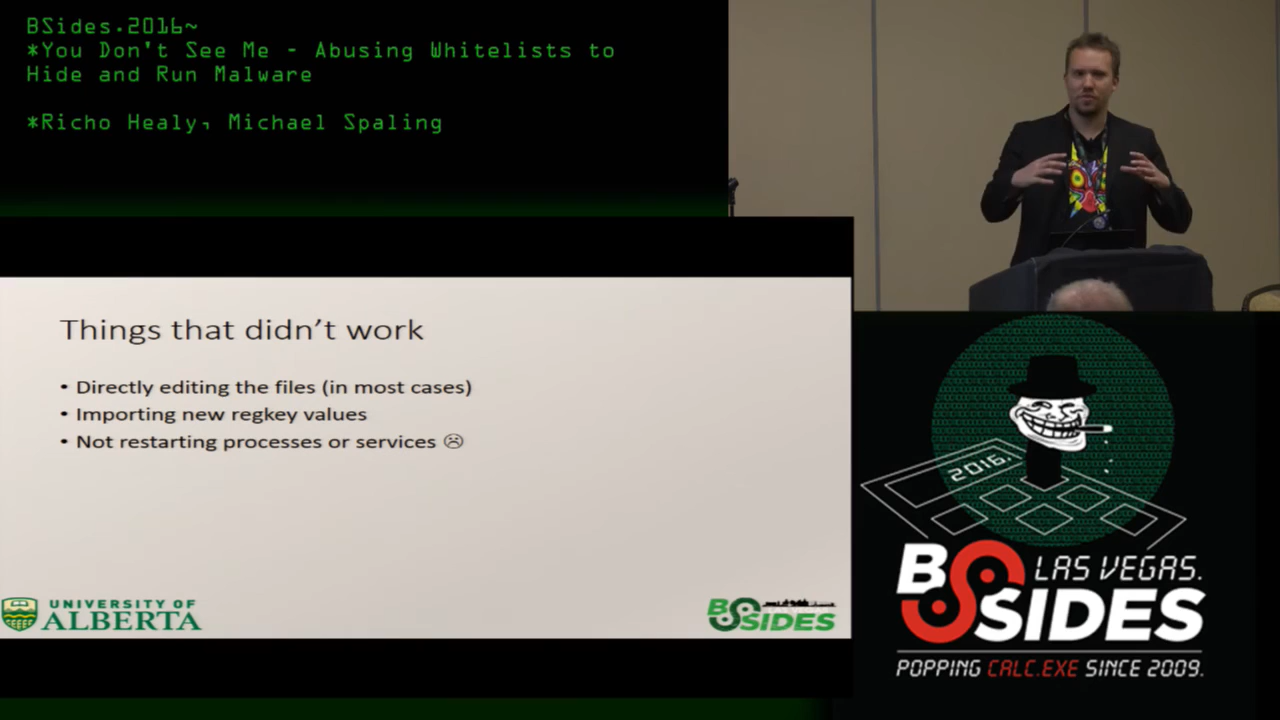 BSides.2016~
*You Don't See Me - Abusing Whitelists to
Hide and Run Malware
*Richo Healy, Michael Spaling
Things that didn't work
• Directly editing the files (in most cases)
• Importing new regkey values
• Not restarting processes or services ☹
UNIVERSITY OF
ALBERTA
BSIDES
2016.
BSIDES
LAS VEGAS.
POPPING CALC.EXE SINCE 2009.